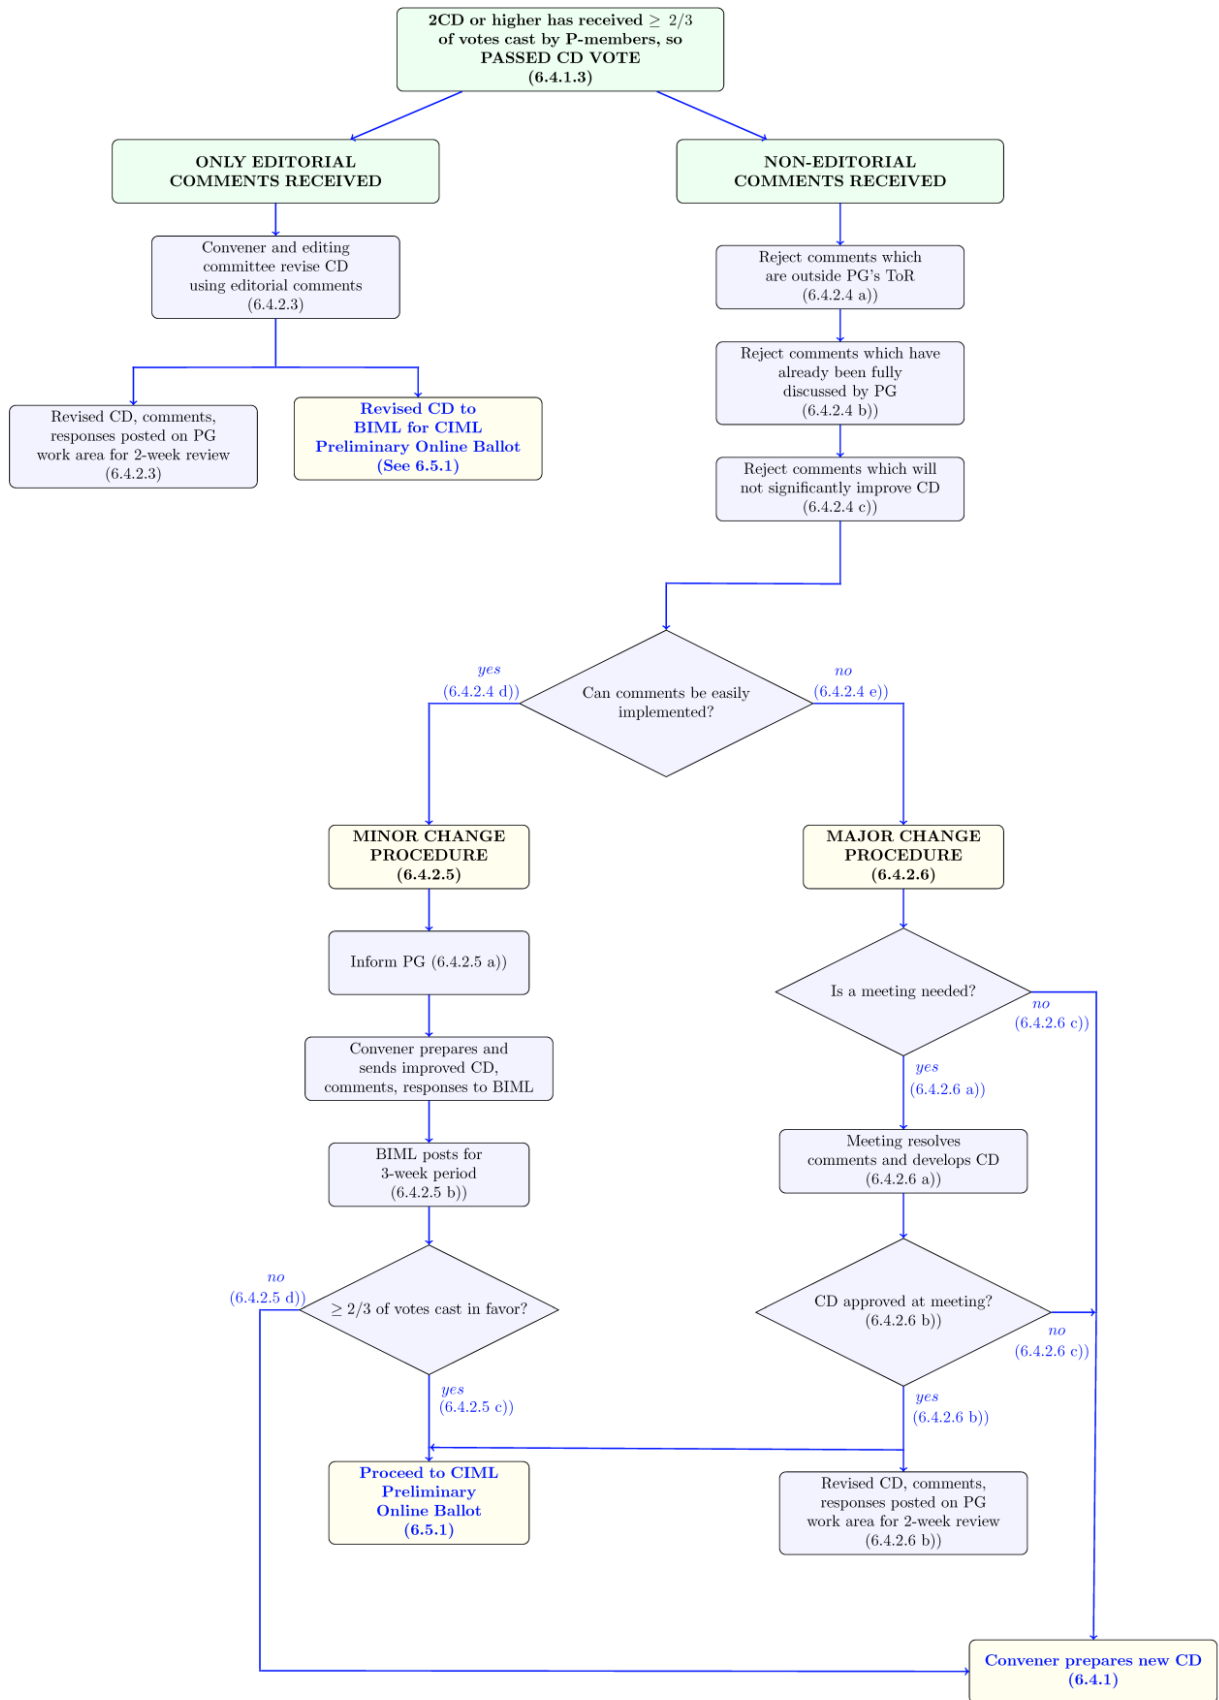 2CD or higher has received ≥ 2/3
of votes cast by P-members, so
PASSED CD VOTE
(6.4.1.3)
ONLY EDITORIAL
COMMENTS RECEIVED
NON-EDITORIAL
COMMENTS RECEIVED
Convener and editing
committee revise CD
using editorial comments
(6.4.2.3)
Reject comments which
are outside PG's ToR
(6.4.2.4 a))
Reject comments which have
already been fully
discussed by PG
(6.4.2.4 b))
Revised CD, comments,
responses posted on PG
work area for 2-week review
(6.4.2.3)
Revised CD to
BIML for CIML
Preliminary Online Ballot
(See 6.5.1)
Reject comments which will
not significantly improve CD
(6.4.2.4 c))
Can comments be easily
implemented?
yes
(6.4.2.4 d))
no
(6.4.2.4 e))
MINOR CHANGE
PROCEDURE
(6.4.2.5)
MAJOR CHANGE
PROCEDURE
(6.4.2.6)
Inform PG (6.4.2.5 a))
Is a meeting needed?
no
(6.4.2.6 c))
yes
(6.4.2.6 a))
Convener prepares and
sends improved CD,
comments, responses to BIML
BIML posts for
3-week period
(6.4.2.5 b))
Meeting resolves
comments and develops CD
(6.4.2.6 a))
no
(6.4.2.5 d))
≥ 2/3 of votes cast in favor?
CD approved at meeting?
(6.4.2.6 b))
no
(6.4.2.6 c))
yes
(6.4.2.5 c))
yes
(6.4.2.6 b))
Proceed to CIML
Preliminary
Online Ballot
(6.5.1)
Revised CD, comments,
responses posted on PG
work area for 2-week review
(6.4.2.6 b))
Convener prepares new CD
(6.4.1)